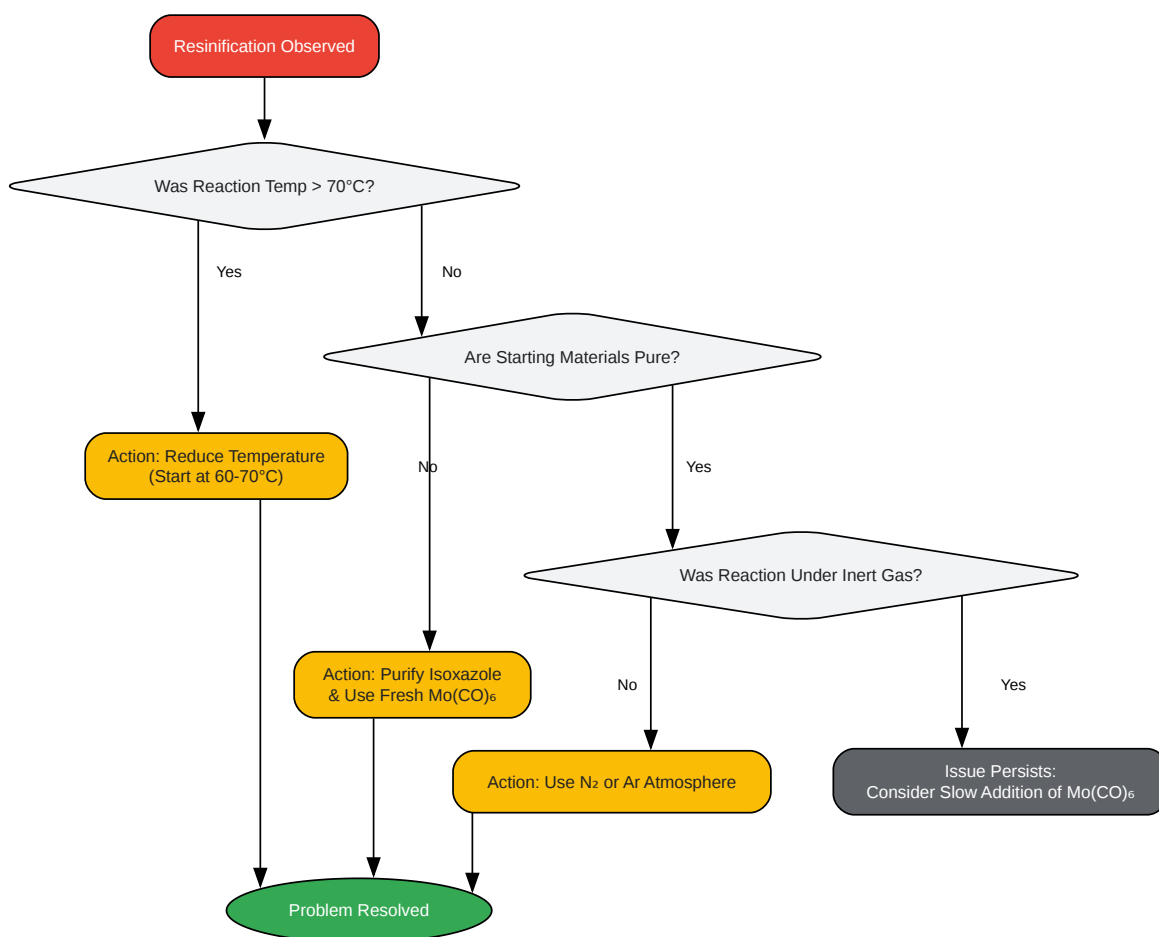 Resinification Observed
Was Reaction Temp > 70°C?
Yes
No
Are Starting Materials Pure?
Action: Reduce Temperature
(Start at 60-70°C)
No
Yes
Was Reaction Under Inert Gas?
Action: Purify Isoxazole
& Use Fresh Mo(CO)₆
No
Yes
Action: Use N₂ or Ar Atmosphere
Issue Persists:
Consider Slow Addition of Mo(CO)₆
Problem Resolved